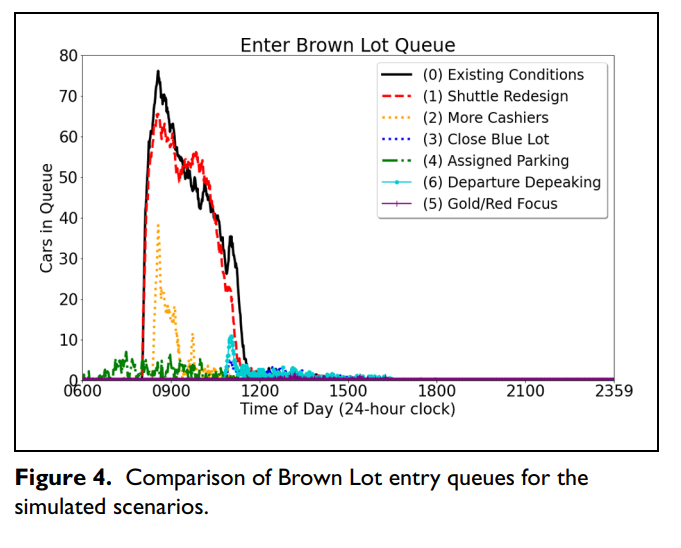 Enter Brown Lot Queue
80
70
60
50
40
30
20
10
0
Cars in Queue
(0) Existing Conditions
(1) Shuttle Redesign
(2) More Cashiers
(3) Close Blue Lot
(4) Assigned Parking
(6) Departure Depeaking
(5) Gold/Red Focus
0600 0900 1200 1500 1800 2100 2359
Time of Day (24-hour clock)
Figure 4. Comparison of Brown Lot entry queues for the
simulated scenarios.